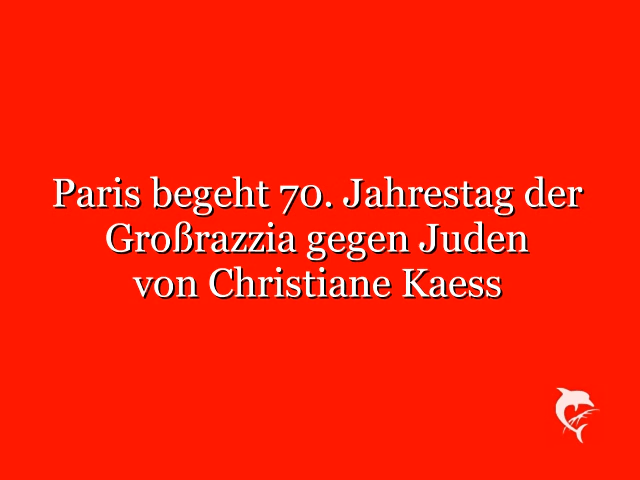 Paris begeht 70. Jahrestag der
Großrazzia gegen Juden
von Christiane Kaess